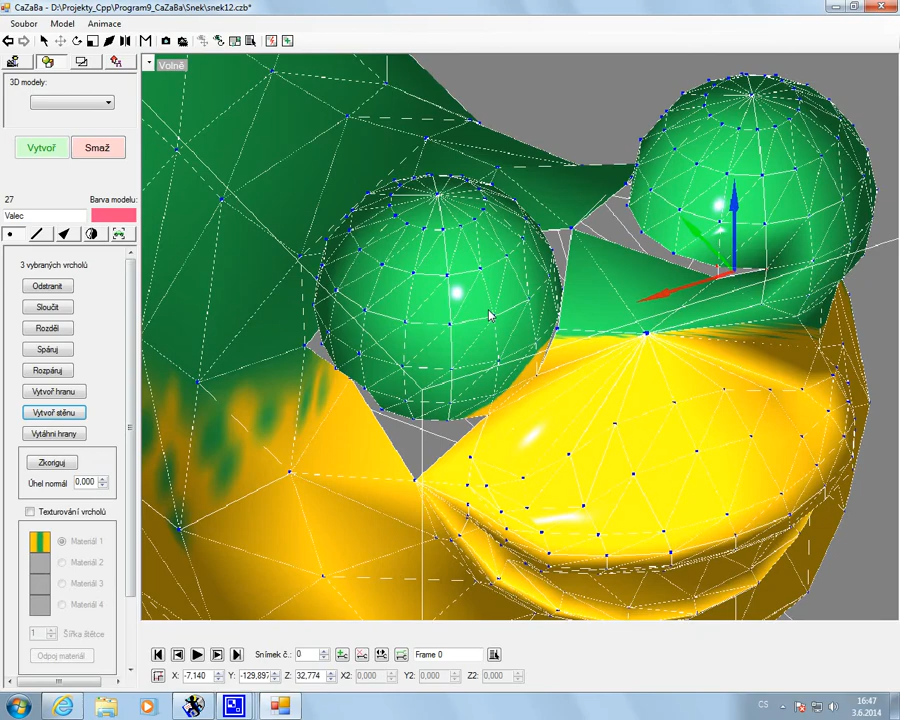 CaZaBa - D:\Projekty_Cpp\Program9_CaZaBa\Snek\snek12.czb*
Soubor Model Animace
3D modely:
Vytvoř Smaž
27 Barva modelu:
Valec
3 vybraných vrcholů
Odstranit
Sloučit
Rozděl
Spáruj
Rozpáruj
Vytvoř hranu
Vytvoř stěnu
Vytáhni hrany
Zkoriguj
Úhel normál 0,000
Texturování vrcholů
Materiál 1
Materiál 2
Materiál 3
Materiál 4
1 Šířka štětce
Odpoj materiál
Volně
Snímek č.: 0 Frame 0
X: -7,140 Y: -129,897 Z: 32,774 X2: 0,000 Y2: 0,000 Z2: 0,000
CS 16:47
3.6.2014